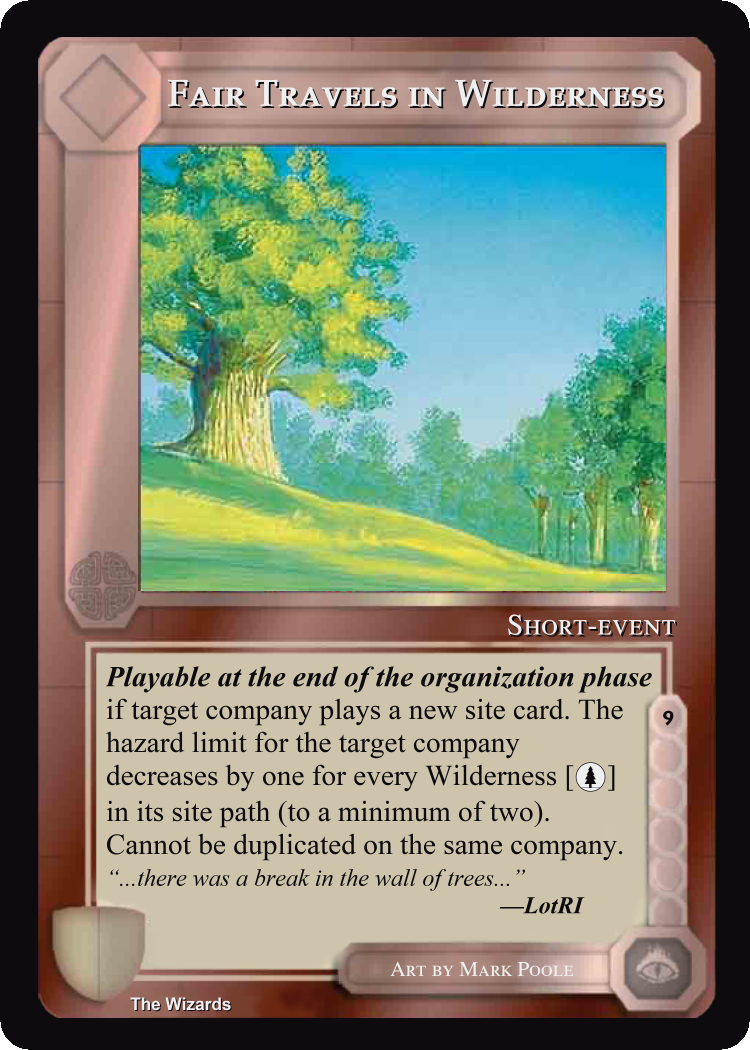 Fair Travels in Wilderness
Short-event
Playable at the end of the organization phase
if target company plays a new site card. The
9
hazard limit for the target company
decreases by one for every Wilderness [🌲]
in its site path (to a minimum of two).
Cannot be duplicated on the same company.
“...there was a break in the wall of trees...”
—LotRI
Art by Mark Poole
The Wizards